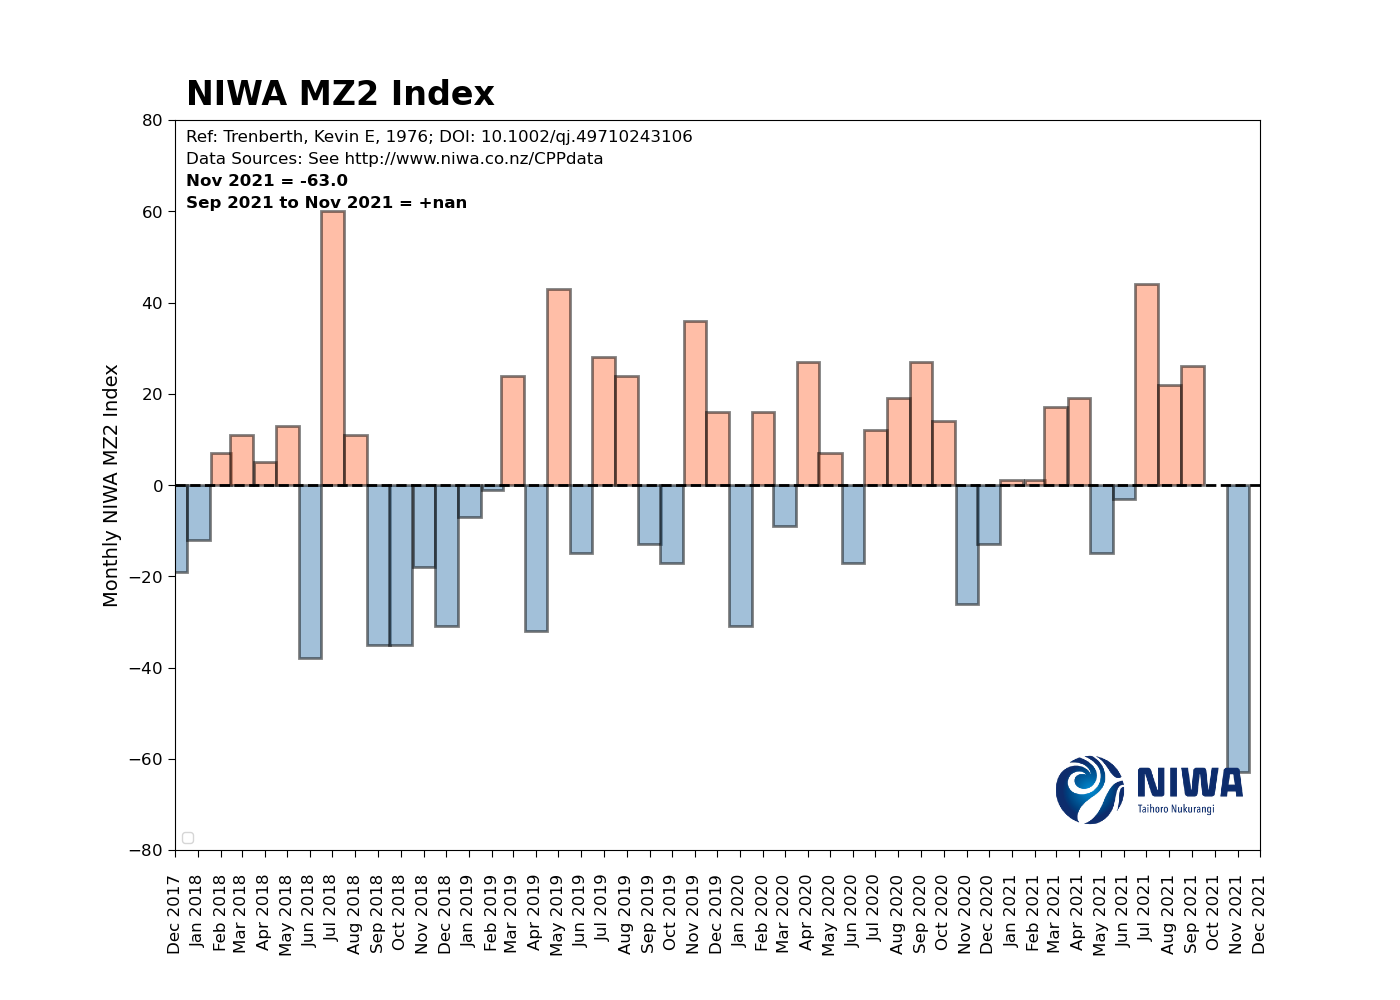 NIWA MZ2 Index
Ref: Trenberth, Kevin E, 1976; DOI: 10.1002/qj.49710243106
Data Sources: See http://www.niwa.co.nz/CPPdata
Nov 2021 = -63.0
Sep 2021 to Nov 2021 = +nan
Monthly NIWA MZ2 Index
80
60
40
20
0
−20
−40
−60
−80
NIWA
Taihoro Nukurangi
Dec 2017
Jan 2018
Feb 2018
Mar 2018
Apr 2018
May 2018
Jun 2018
Jul 2018
Aug 2018
Sep 2018
Oct 2018
Nov 2018
Dec 2018
Jan 2019
Feb 2019
Mar 2019
Apr 2019
May 2019
Jun 2019
Jul 2019
Aug 2019
Sep 2019
Oct 2019
Nov 2019
Dec 2019
Jan 2020
Feb 2020
Mar 2020
Apr 2020
May 2020
Jun 2020
Jul 2020
Aug 2020
Sep 2020
Oct 2020
Nov 2020
Dec 2020
Jan 2021
Feb 2021
Mar 2021
Apr 2021
May 2021
Jun 2021
Jul 2021
Aug 2021
Sep 2021
Oct 2021
Nov 2021
Dec 2021